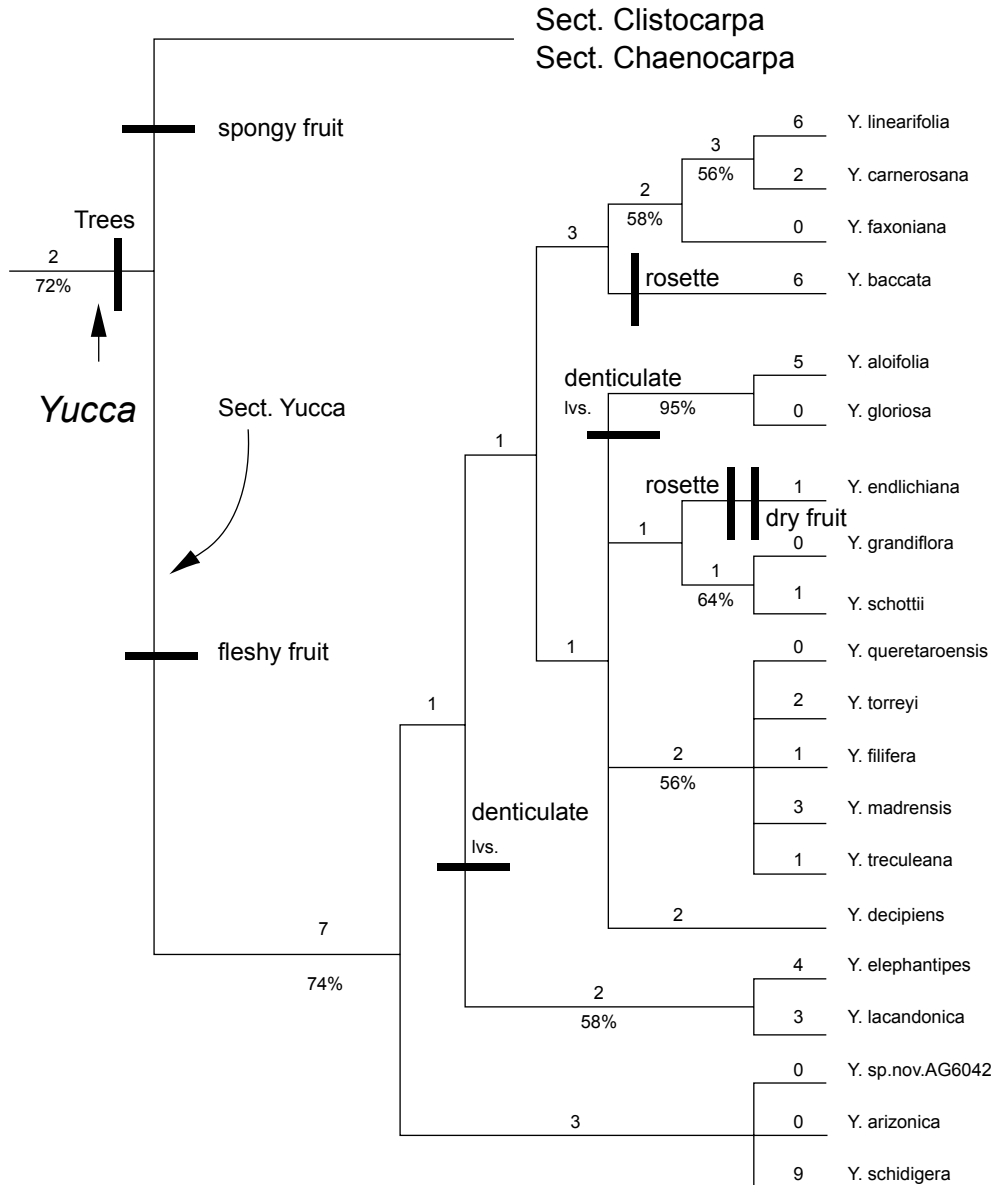 Sect. Clistocarpa
Sect. Chaenocarpa
spongy fruit
Trees
2
72%
Yucca
Sect. Yucca
fleshy fruit
7
74%
1
1
3
2
58%
3
56%
6 Y. linearifolia
2 Y. carnerosana
0 Y. faxoniana
rosette
6 Y. baccata
denticulate
lvs.
95%
5 Y. aloifolia
0 Y. gloriosa
1
1
rosette
dry fruit
1 Y. endlichiana
1
64%
0 Y. grandiflora
1 Y. schottii
2
56%
0 Y. queretaroensis
2 Y. torreyi
1 Y. filifera
3 Y. madrensis
1 Y. treculeana
2 Y. decipiens
denticulate
lvs.
2
58%
4 Y. elephantipes
3 Y. lacandonica
3
0 Y. sp.nov.AG6042
0 Y. arizonica
9 Y. schidigera